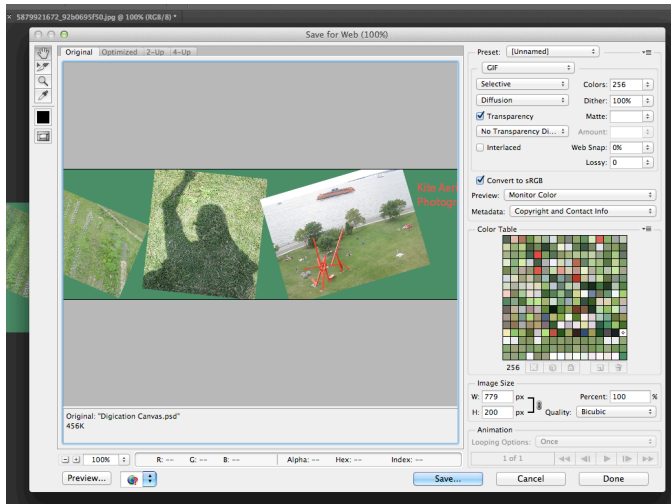 × 5879921672_92b0695f50.jpg @ 100% (RGB/8) *
Save for Web (100%)
Original Optimized 2-Up 4-Up
Kite Aeri
Photogr
Original: "Digication Canvas.psd"
456K
100% R: -- G: -- B: -- Alpha: -- Hex: -- Index: --
Preview... Save... Cancel Done
Preset: [Unnamed]
GIF
Selective Colors: 256
Diffusion Dither: 100%
Transparency Matte:
No Transparency Di... Amount:
Interlaced Web Snap: 0%
Lossy: 0
Convert to sRGB
Preview: Monitor Color
Metadata: Copyright and Contact Info
Color Table
256
Image Size
W: 779 px Percent: 100 %
H: 200 px Quality: Bicubic
Animation
Looping Options: Once
1 of 1